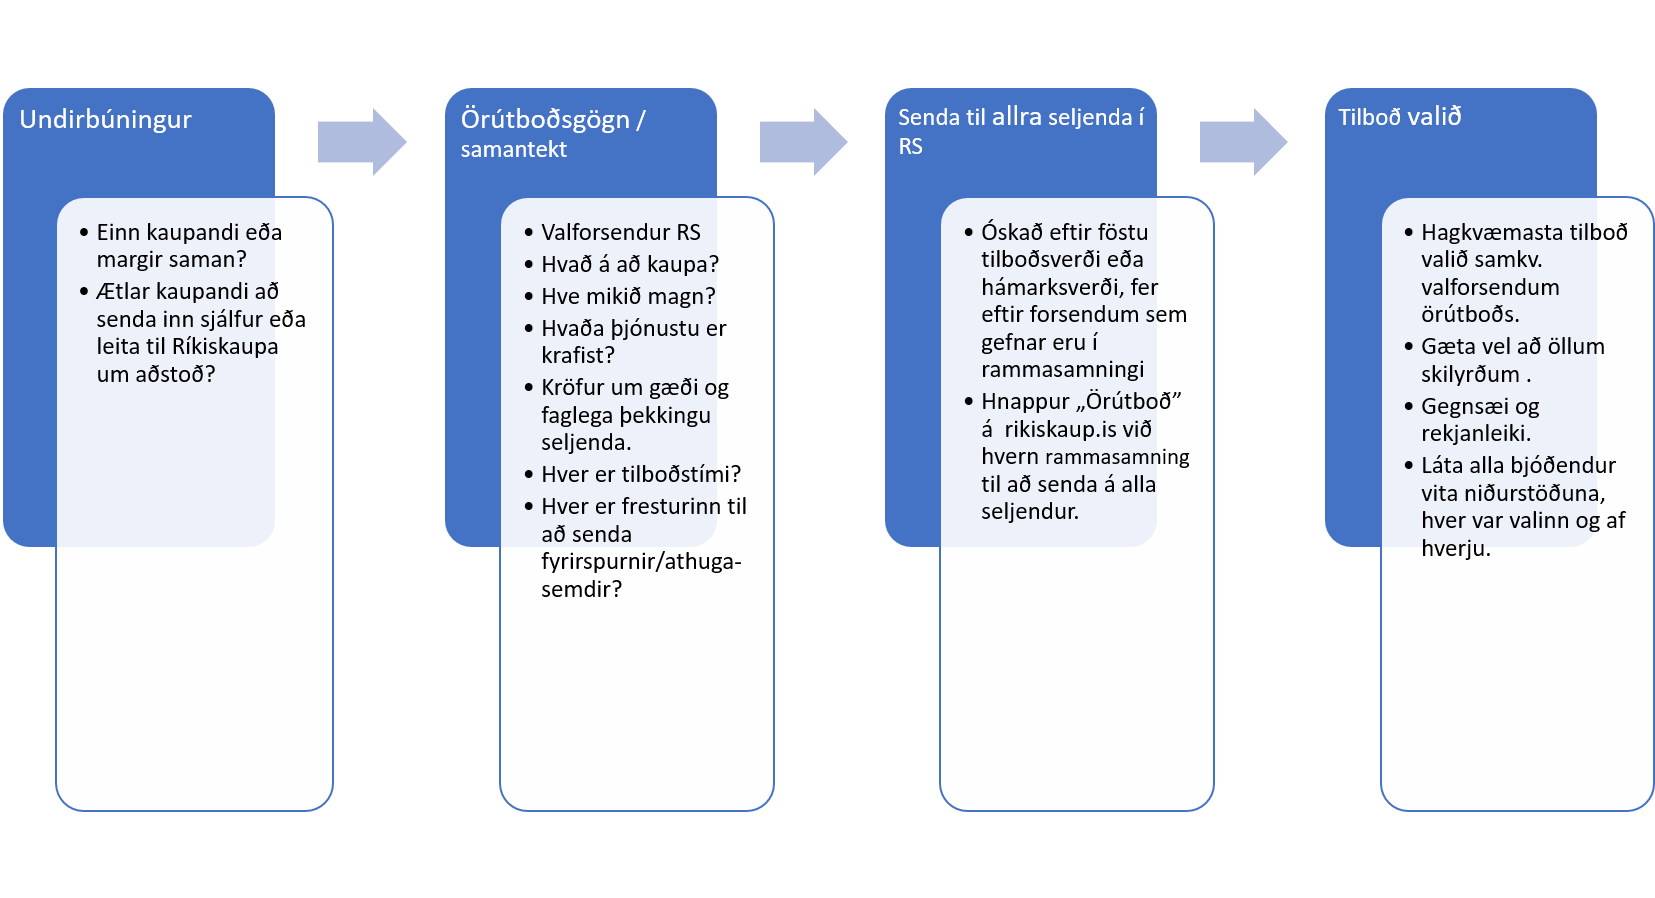 Undirbúningur
• Einn kaupandi eða
margir saman?
• Ætlar kaupandi að
senda inn sjálfur eða
leita til Ríkiskaupa
um aðstoð?
Örútboðsgögn /
samantekt
• Valforsendur RS
• Hvað á að kaupa?
• Hve mikið magn?
• Hvaða þjónustu er
krafist?
• Kröfur um gæði og
faglega þekkingu
seljenda.
• Hver er tilboðstími?
• Hver er fresturinn til
að senda
fyrirspurnir/athuga-
semdir?
Senda til allra seljenda í
RS
• Óskað eftir föstu
tilboðsverði eða
hámarksverði, fer
eftir forsendum sem
gefnar eru í
rammasamningi
• Hnappur „Örútboð”
á  rikiskaup.is við
hvern rammasamning
til að senda á alla
seljendur.
Tilboð valið
• Hagkvæmasta tilboð
valið samkv.
valforsendum
örútboðs.
• Gæta vel að öllum
skilyrðum .
• Gegnsæi og
rekjanleiki.
• Láta alla bjóðendur
vita niðurstöðuna,
hver var valinn og af
hverju.